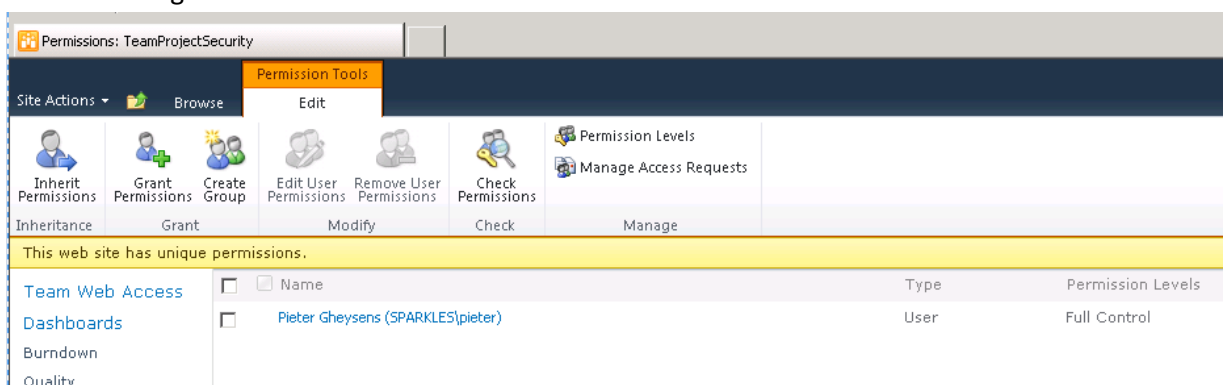 Permissions: TeamProjectSecurity
Permission Tools
Site Actions Browse Edit
Inherit Permissions
Grant Permissions
Create Group
Edit User Permissions
Remove User Permissions
Check Permissions
Permission Levels
Manage Access Requests
Inheritance Grant Modify Check Manage
This web site has unique permissions.
Team Web Access
Dashboards
Burndown
Quality
Name Type Permission Levels
Pieter Gheysens (SPARKLES\pieter) User Full Control